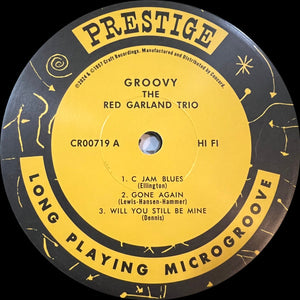 PRESTIGE
℗2024 & ©1957 Craft Recordings. Manufactured and Distributed by Concord.
GROOVY
THE
RED GARLAND TRIO
CR00719 A HI FI
1. C JAM BLUES
(Ellington)
2. GONE AGAIN
(Lewis-Hansen-Hammer)
3. WILL YOU STILL BE MINE
(Dennis)
LONG PLAYING MICROGROOVE